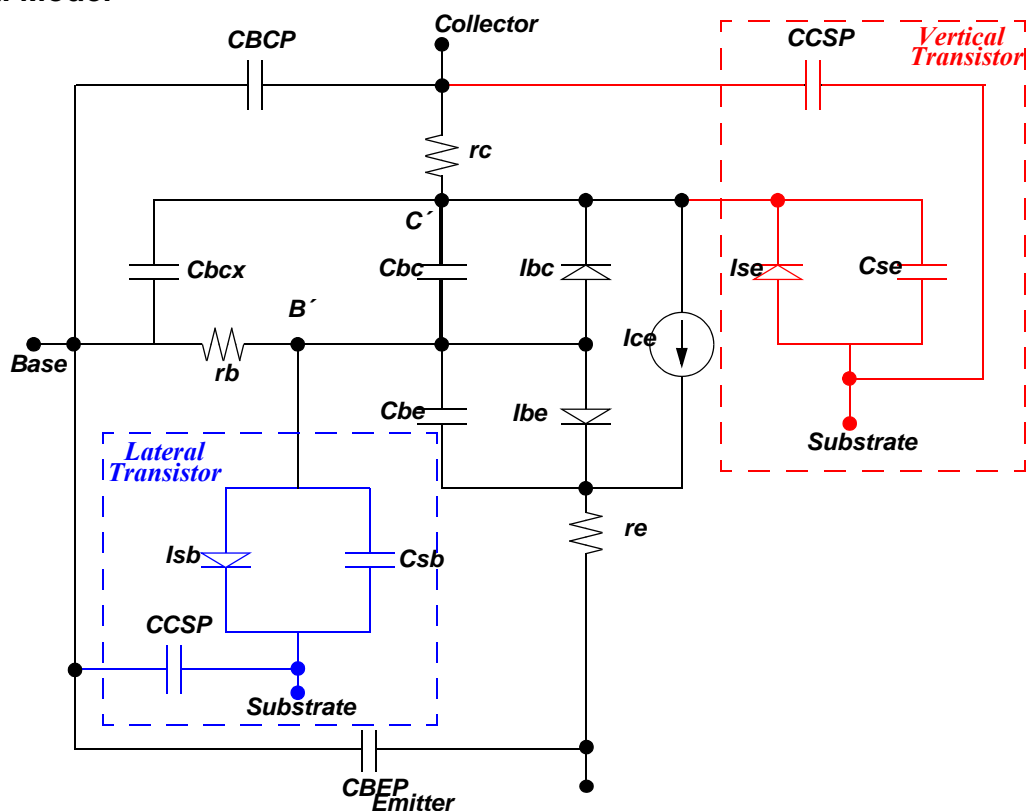 Collector
CBCP
CCSP
Vertical
Transistor
rc
C´
Cbcx
Cbc
Ibc
Ise
Cse
B´
Ice
Base
rb
Cbe
Ibe
Substrate
Lateral
Transistor
re
Isb
Csb
CCSP
Substrate
CBEP
Emitter